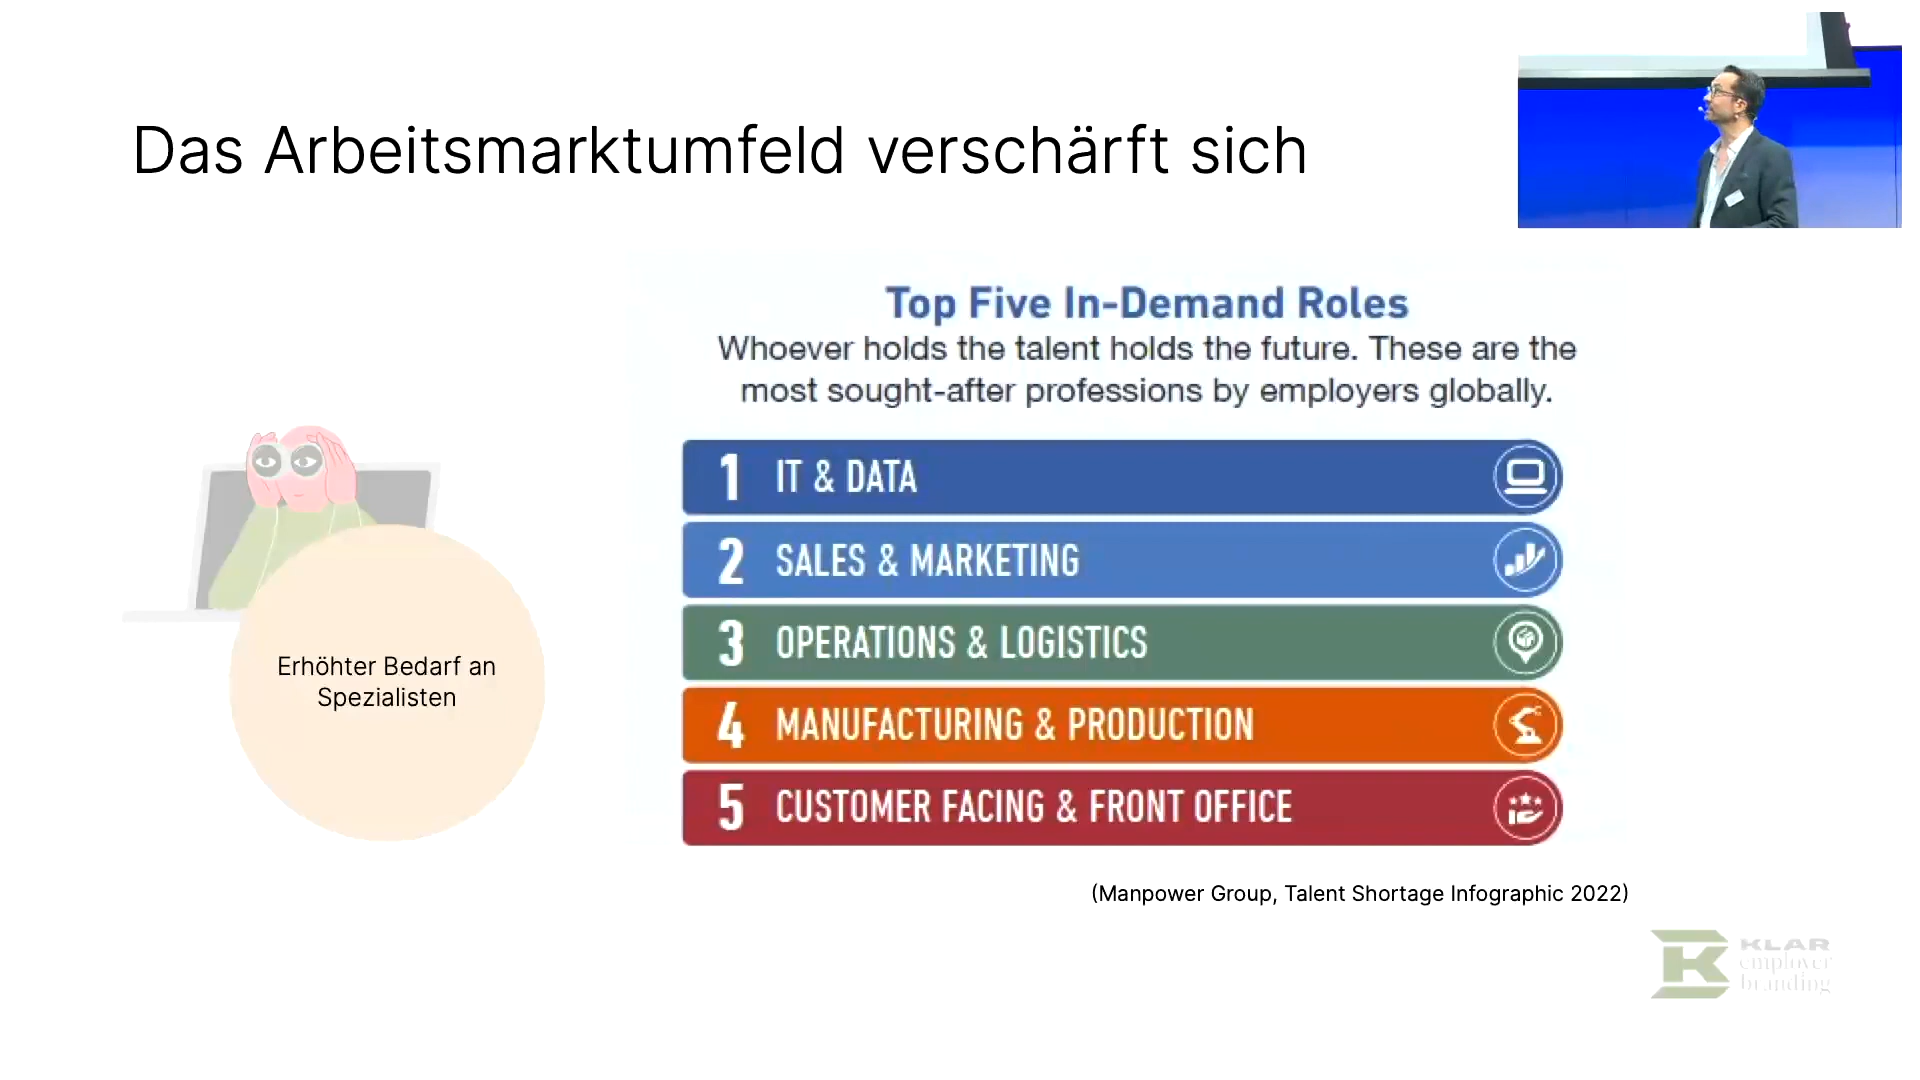 Das Arbeitsmarktumfeld verschärft sich
Top Five In-Demand Roles
Whoever holds the talent holds the future. These are the
most sought-after professions by employers globally.
1 IT & DATA
2 SALES & MARKETING
3 OPERATIONS & LOGISTICS
4 MANUFACTURING & PRODUCTION
5 CUSTOMER FACING & FRONT OFFICE
Erhöhter Bedarf an
Spezialisten
(Manpower Group, Talent Shortage Infographic 2022)
KLAR
employer
branding